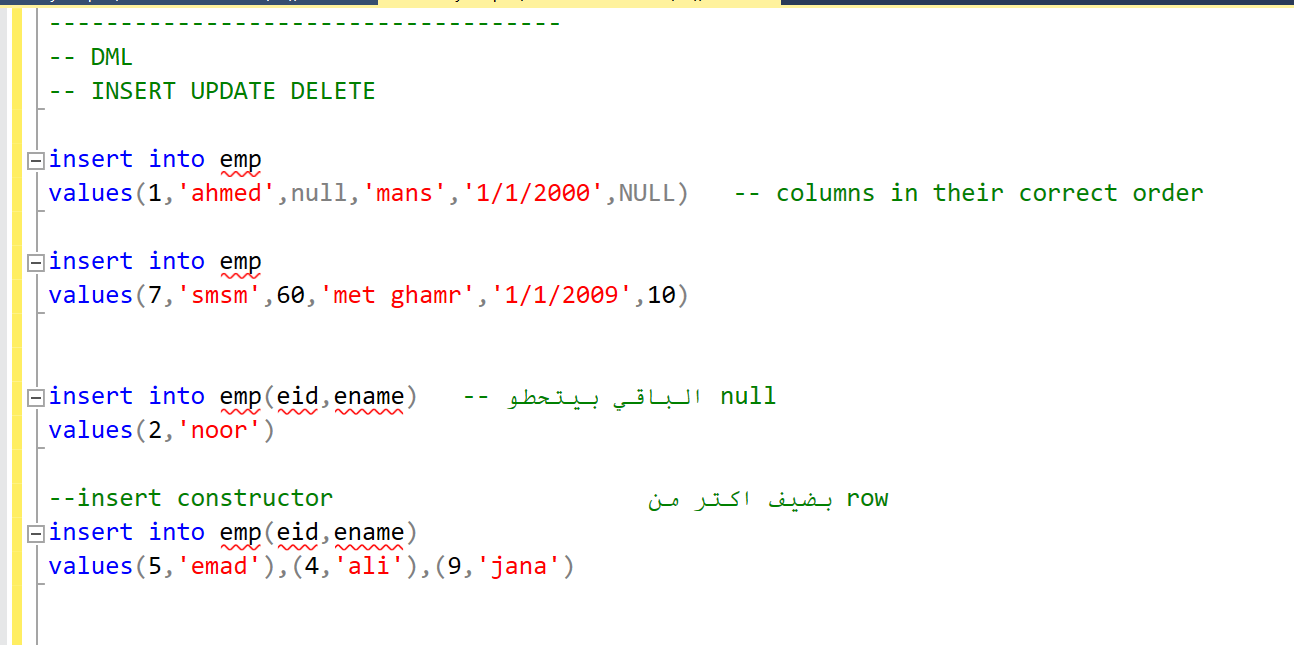 -----------------------------------
-- DML
-- INSERT UPDATE DELETE
insert into emp
values(1,'ahmed',null,'mans','1/1/2000',NULL)   -- columns in their correct order
insert into emp
values(7,'smsm',60,'met ghamr','1/1/2009',10)
insert into emp(eid,ename)   -- الباقي بيتحطو null
values(2,'noor')
--insert constructor                      بضيف اكتر من row
insert into emp(eid,ename)
values(5,'emad'),(4,'ali'),(9,'jana')